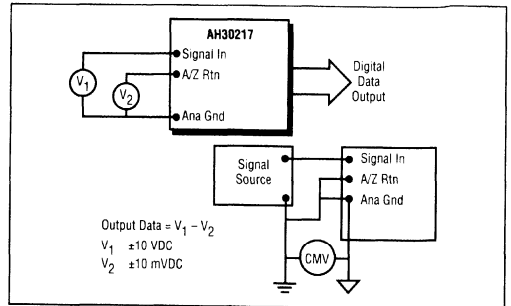 AH30217
Signal In
A/Z Rtn
Ana Gnd
V1
V2
Digital
Data
Output
Signal
Source
Signal In
A/Z Rtn
Ana Gnd
CMV
Output Data = V1 – V2
V1 ±10 VDC
V2 ±10 mVDC